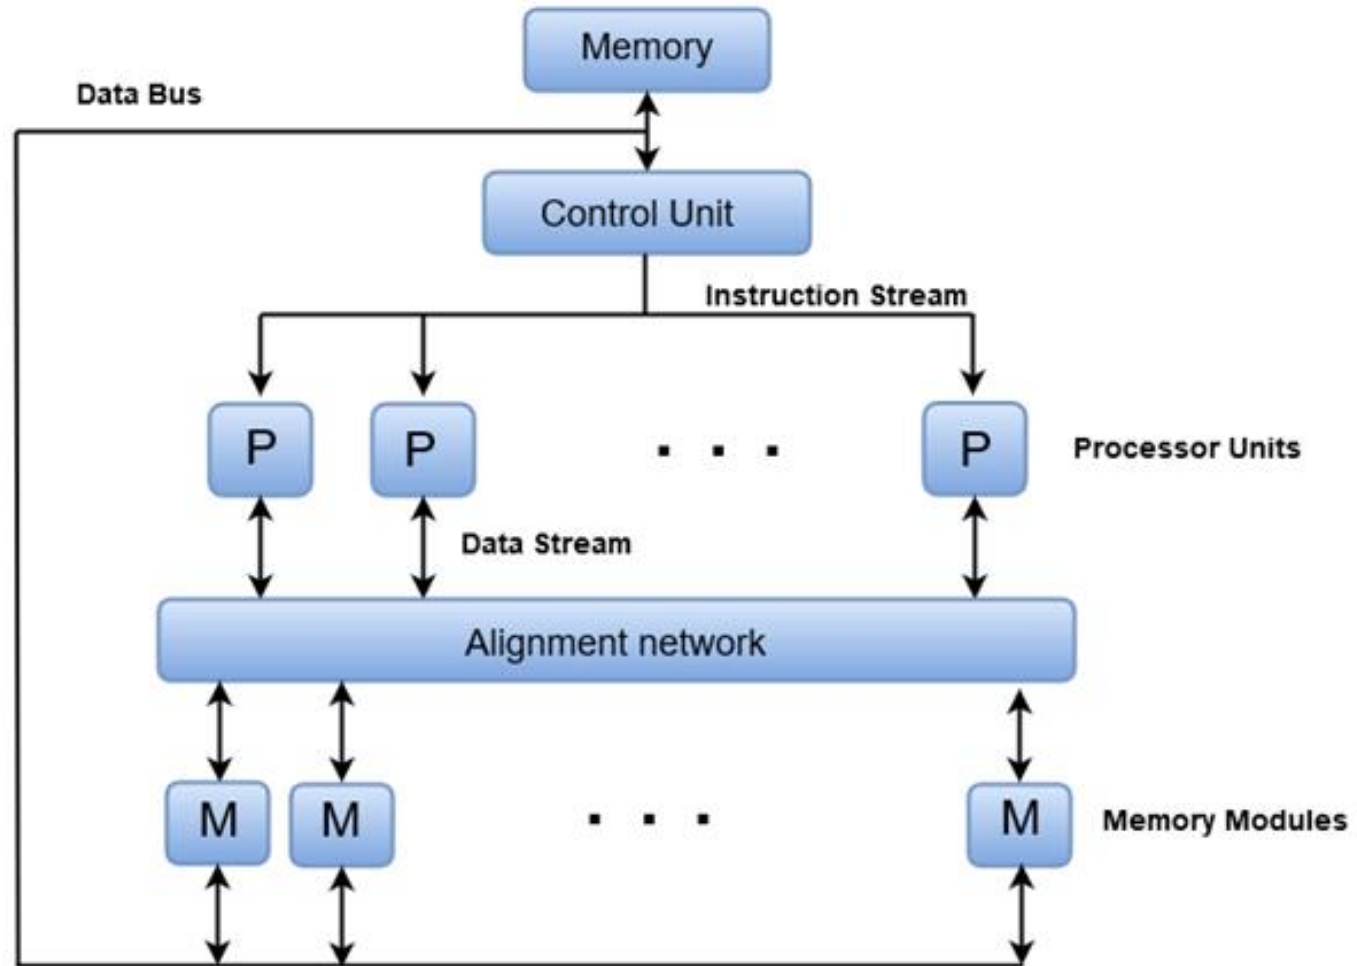 Memory
Data Bus
Control Unit
Instruction Stream
P P . . . P Processor Units
Data Stream
Alignment network
M M . . . M Memory Modules